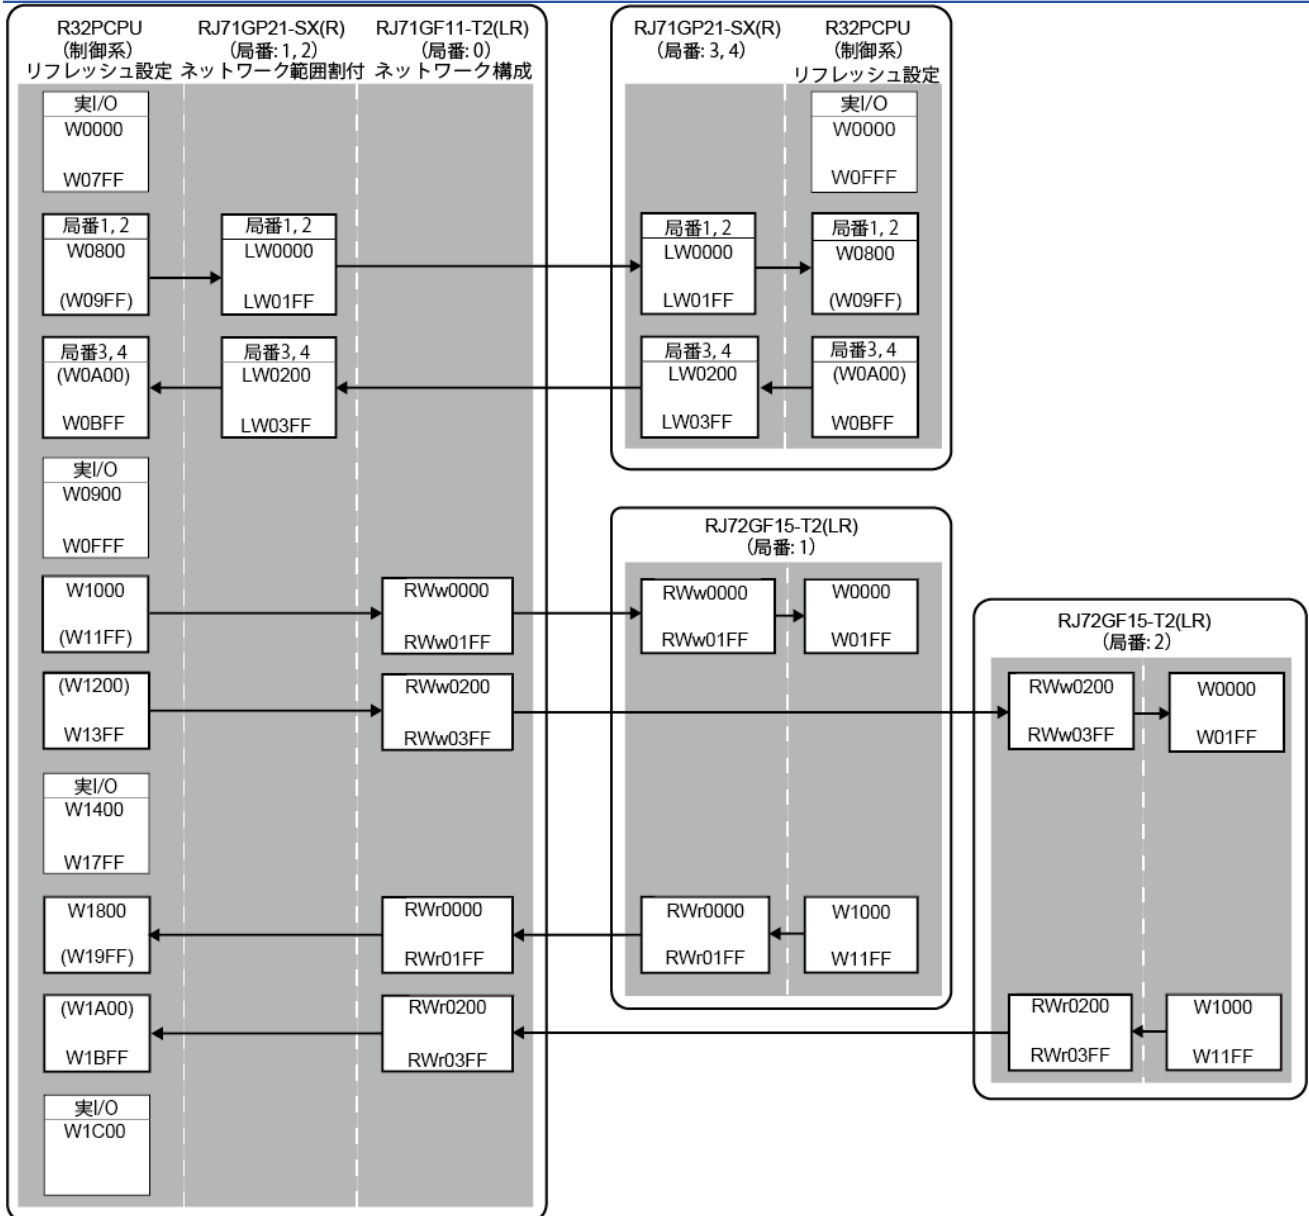 R32PCPU
(制御系)
リフレッシュ設定
RJ71GP21-SX(R)
(局番: 1, 2)
ネットワーク範囲割付
RJ71GF11-T2(LR)
(局番: 0)
ネットワーク構成
実I/O
W0000
W07FF
局番1, 2
W0800
(W09FF)
局番1, 2
LW0000
LW01FF
局番3, 4
(W0A00)
W0BFF
局番3, 4
LW0200
LW03FF
実I/O
W0900
W0FFF
W1000
(W11FF)
RWw0000
RWw01FF
(W1200)
W13FF
RWw0200
RWw03FF
実I/O
W1400
W17FF
W1800
(W19FF)
RWr0000
RWr01FF
(W1A00)
W1BFF
RWr0200
RWr03FF
実I/O
W1C00
RJ71GP21-SX(R)
(局番: 3, 4)
R32PCPU
(制御系)
リフレッシュ設定
実I/O
W0000
W0FFF
局番1, 2
LW0000
LW01FF
局番1, 2
W0800
(W09FF)
局番3, 4
LW0200
LW03FF
局番3, 4
(W0A00)
W0BFF
RJ72GF15-T2(LR)
(局番: 1)
RWw0000
RWw01FF
W0000
W01FF
RWr0000
RWr01FF
W1000
W11FF
RJ72GF15-T2(LR)
(局番: 2)
RWw0200
RWw03FF
W0000
W01FF
RWr0200
RWr03FF
W1000
W11FF